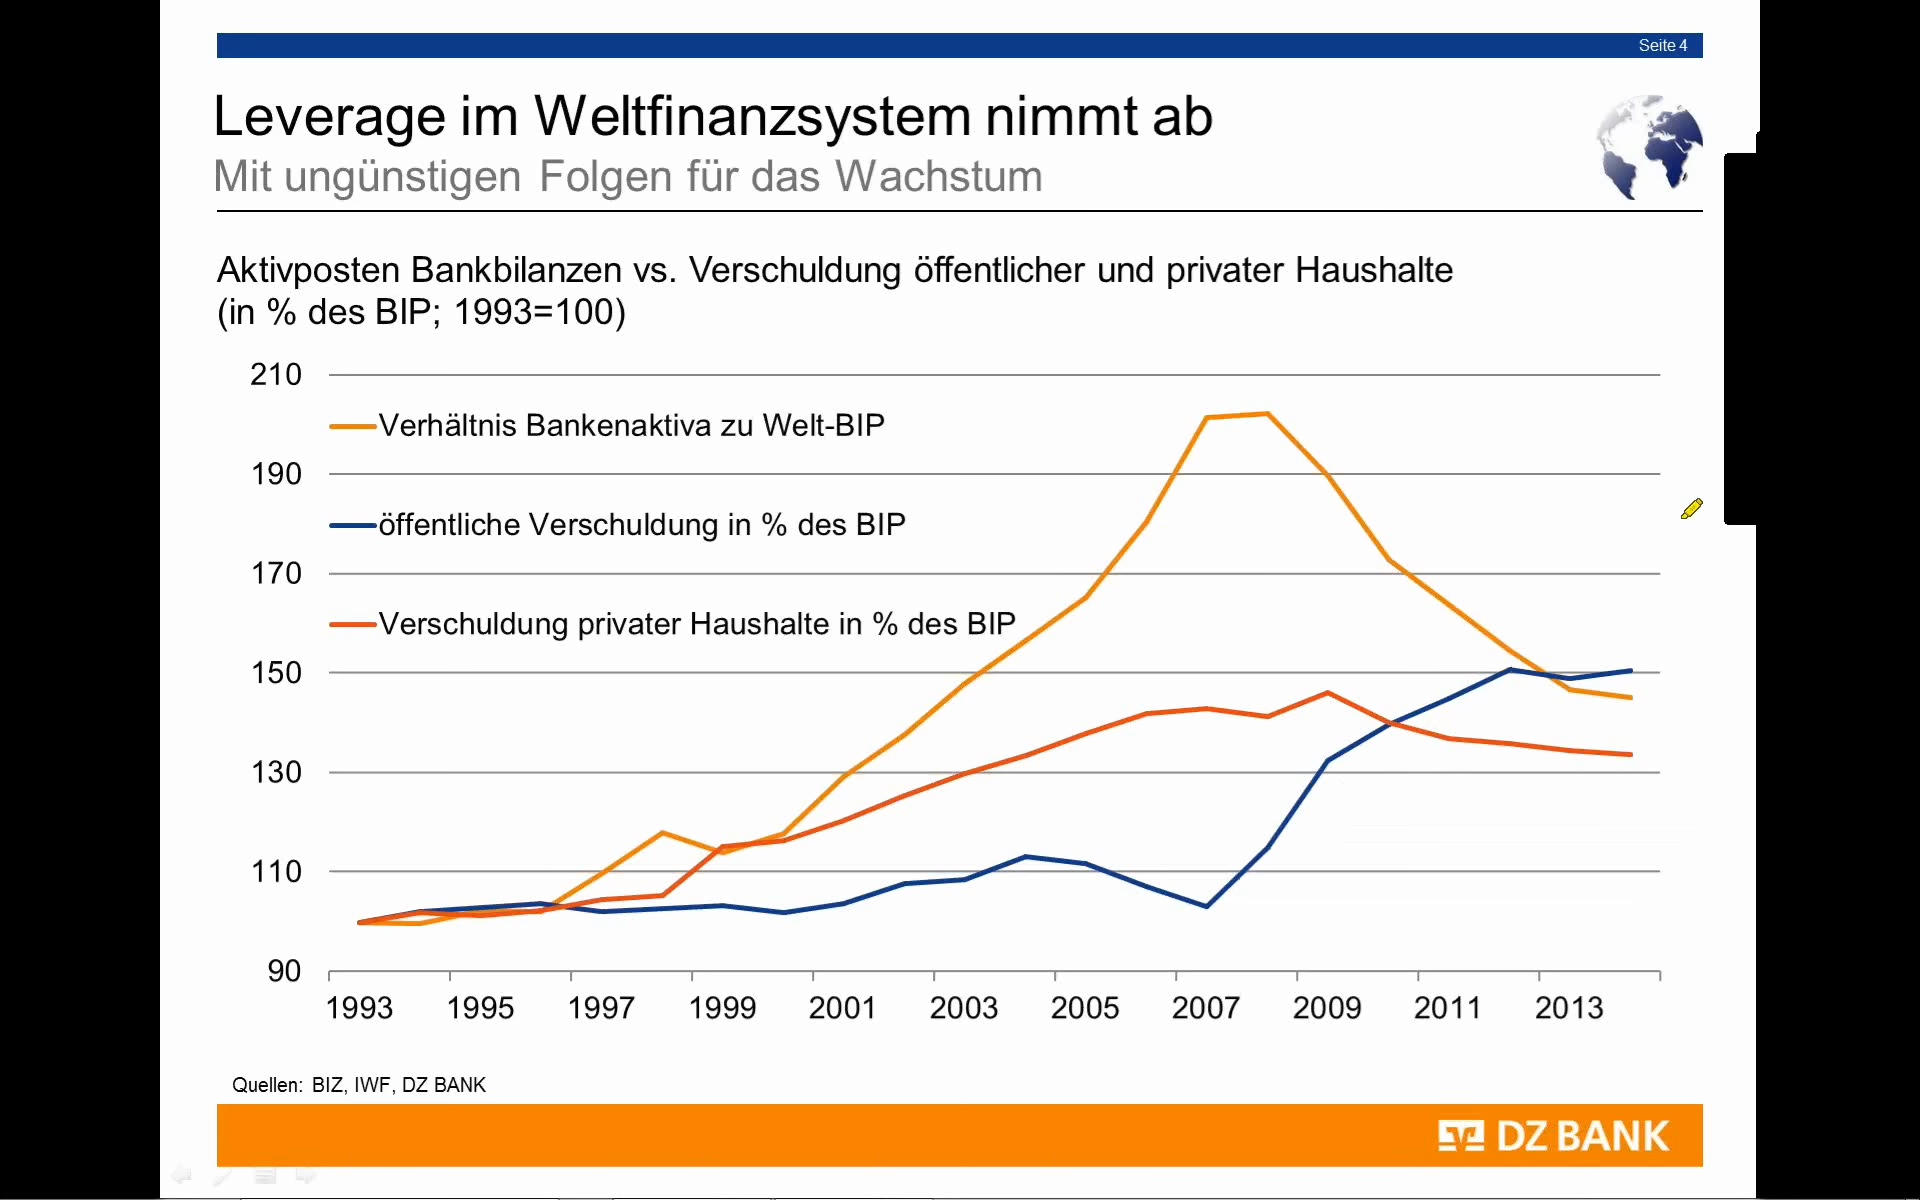 Seite 4
Leverage im Weltfinanzsystem nimmt ab
Mit ungünstigen Folgen für das Wachstum
Aktivposten Bankbilanzen vs. Verschuldung öffentlicher und privater Haushalte
(in % des BIP; 1993=100)
210
Verhältnis Bankenaktiva zu Welt-BIP
190
öffentliche Verschuldung in % des BIP
170
Verschuldung privater Haushalte in % des BIP
150
130
110
90
1993 1995 1997 1999 2001 2003 2005 2007 2009 2011 2013
Quellen: BIZ, IWF, DZ BANK
DZ BANK